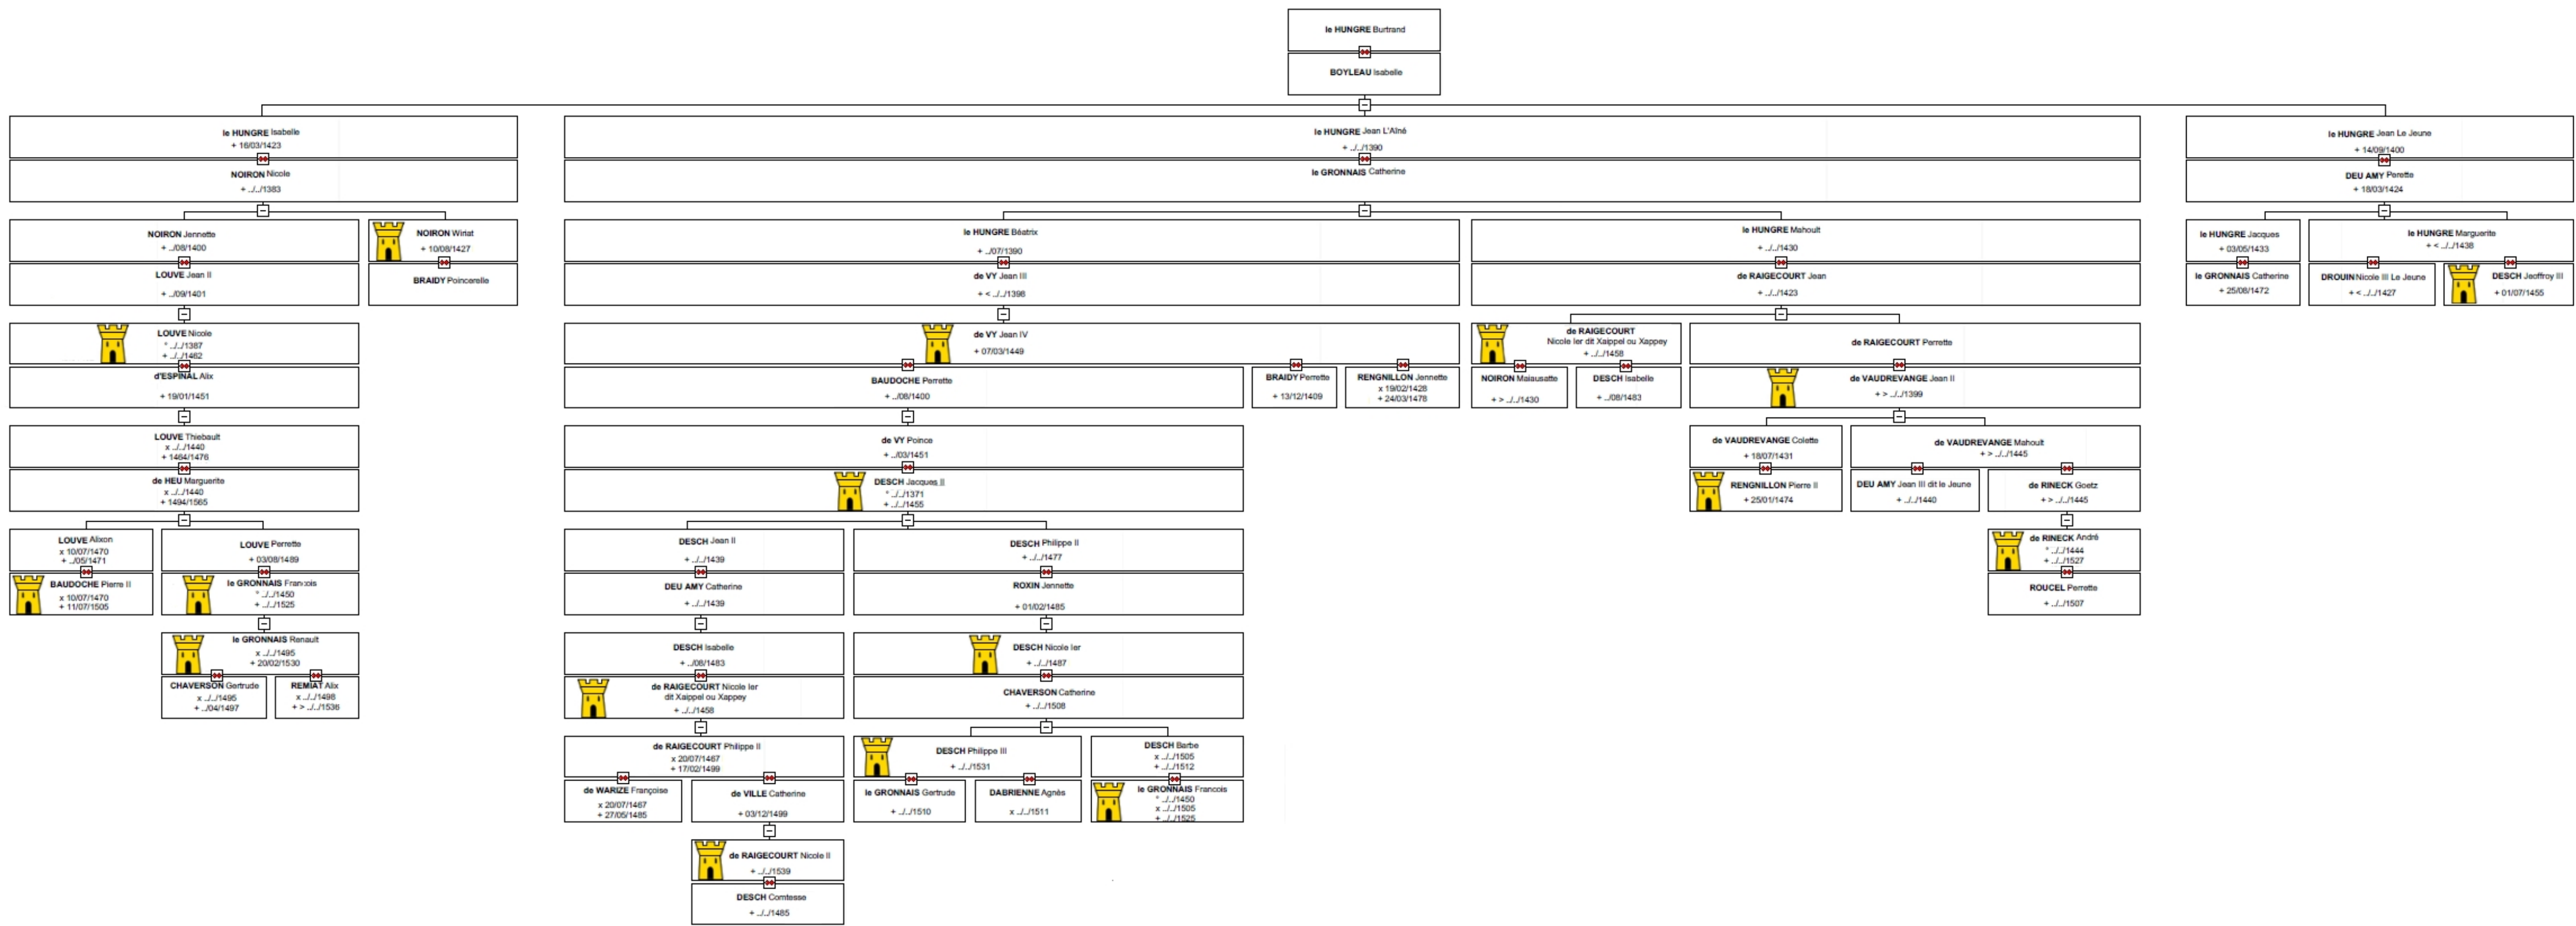 le HUNGRE Burtrand
BOYLEAU Isabelle
le HUNGRE Isabelle
+ 16/03/1423
NOIRON Nicole
+ ../../1383
le HUNGRE Jean L'Aîné
+ ../../1390
le GRONNAIS Catherine
le HUNGRE Jean Le Jeune
+ 14/09/1400
DEU AMY Perette
+ 18/03/1424
NOIRON Jennette
+ ../08/1400
LOUVE Jean II
+ ../09/1401
NOIRON Wiriat
+ 10/08/1427
BRAIDY Poincerelle
le HUNGRE Béatrix
+ ../07/1390
de VY Jean III
+ < ../../1398
le HUNGRE Mahoult
+ ../../1430
de RAIGECOURT Jean
+ ../../1423
le HUNGRE Jacques
+ 03/05/1433
le GRONNAIS Catherine
+ 25/08/1472
le HUNGRE Marguerite
+ < ../../1438
DROUIN Nicole III Le Jeune
+ < ../../1427
DESCH Jeoffroy III
+ 01/07/1455
LOUVE Nicole
° ../../1387
+ ../../1462
d'ESPINAL Alix
+ 19/01/1451
de VY Jean IV
+ 07/03/1449
BAUDOCHE Perrette
+ ../08/1400
BRAIDY Perrette
+ 13/12/1409
RENGNILLON Jennette
x 19/02/1428
+ 24/03/1478
de RAIGECOURT
Nicole Ier dit Xaippel ou Xappey
+ ../../1458
NOIRON Maiausatte
+ > ../../1430
DESCH Isabelle
+ ../08/1483
de RAIGECOURT Perrette
de VAUDREVANGE Jean II
+ > ../../1399
LOUVE Thiebault
x ../../1440
+ 1464/1476
de HEU Marguerite
x ../../1440
+ 1494/1565
de VY Poince
+ ../03/1451
DESCH Jacques II
° ../../1371
+ ../../1455
de VAUDREVANGE Colette
+ 18/07/1431
RENGNILLON Pierre II
+ 25/01/1474
de VAUDREVANGE Mahoult
+ > ../../1445
DEU AMY Jean III dit le Jeune
+ ../../1440
de RINECK Goetz
+ > ../../1445
LOUVE Alixon
x 10/07/1470
+ ../05/1471
BAUDOCHE Pierre II
x 10/07/1470
+ 11/07/1505
LOUVE Perrette
+ 03/08/1489
le GRONNAIS Francois
° ../../1450
+ ../../1525
DESCH Jean II
+ ../../1439
DEU AMY Catherine
+ ../../1439
DESCH Philippe II
+ ../../1477
ROXIN Jennette
+ 01/02/1485
de RINECK André
° ../../1444
+ ../../1527
ROUCEL Perrette
+ ../../1507
le GRONNAIS Renault
x ../../1495
+ 20/02/1530
CHAVERSON Gertrude
x ../../1495
+ ../04/1497
REMIAT Alix
x ../../1498
+ > ../../1536
DESCH Isabelle
+ ../08/1483
de RAIGECOURT Nicole Ier
dit Xaippel ou Xappey
+ ../../1458
DESCH Nicole Ier
+ ../../1487
CHAVERSON Catherine
+ ../../1508
de RAIGECOURT Philippe II
x 20/07/1467
+ 17/02/1499
de WARIZE Françoise
x 20/07/1467
+ 27/05/1485
de VILLE Catherine
+ 03/12/1499
DESCH Philippe III
+ ../../1531
le GRONNAIS Gertrude
+ ../../1510
DABRIENNE Agnès
x ../../1511
DESCH Barbe
x ../../1505
+ ../../1512
le GRONNAIS Francois
° ../../1450
x ../../1505
+ ../../1525
de RAIGECOURT Nicole II
+ ../../1539
DESCH Comtesse
+ ../../1485